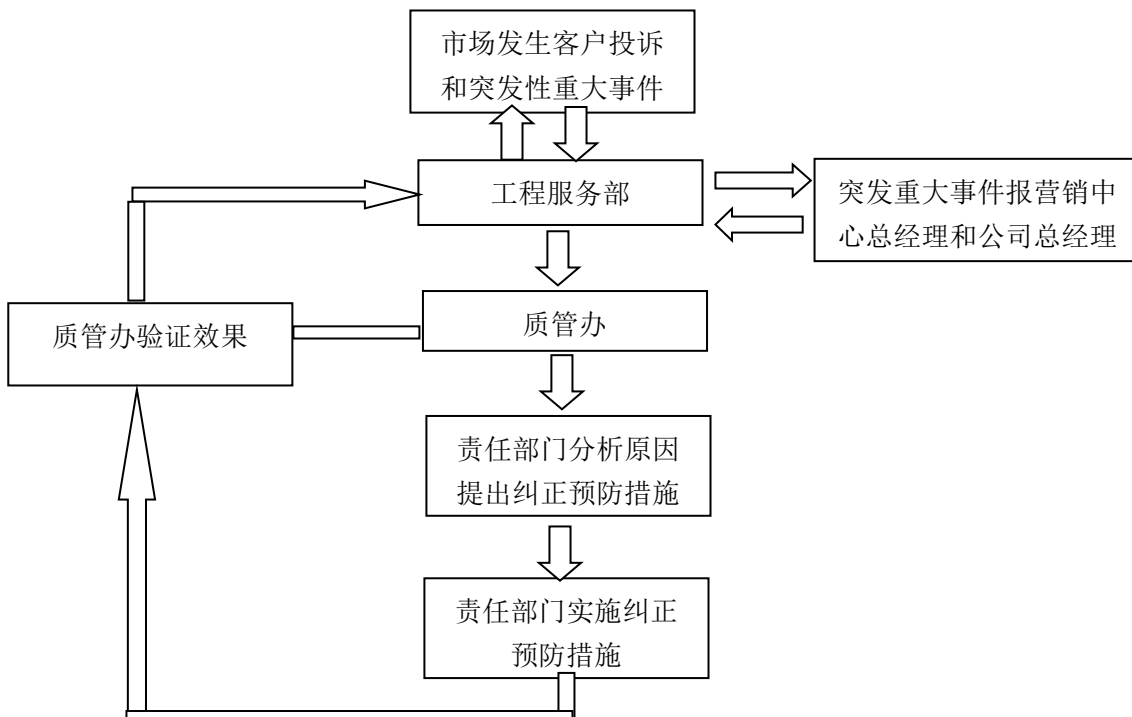 市场发生客户投诉
和突发性重大事件
工程服务部
突发重大事件报营销中
心总经理和公司总经理
质管办验证效果
质管办
责任部门分析原因
提出纠正预防措施
责任部门实施纠正
预防措施